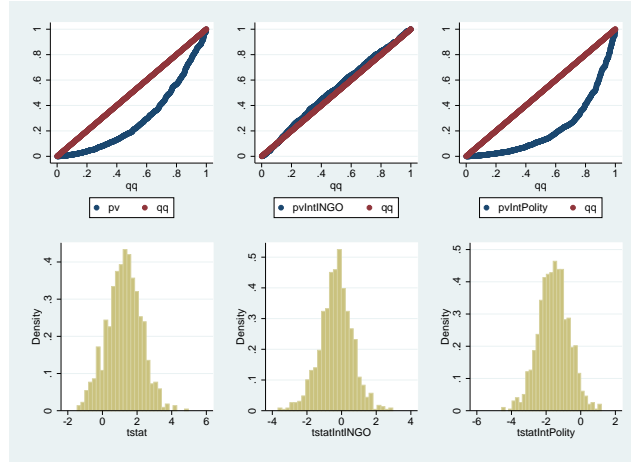 0 .2 .4 .6 .8 1
0 .2 .4 .6 .8 1
qq
pv qq
0 .2 .4 .6 .8 1
0 .2 .4 .6 .8 1
qq
pvIntINGO qq
0 .2 .4 .6 .8 1
0 .2 .4 .6 .8 1
qq
pvIntPolity qq
Density
0 .1 .2 .3 .4
-2 0 2 4 6
tstat
Density
0 .1 .2 .3 .4 .5
-4 -2 0 2 4
tstatIntINGO
Density
0 .1 .2 .3 .4 .5
-6 -4 -2 0 2
tstatIntPolity